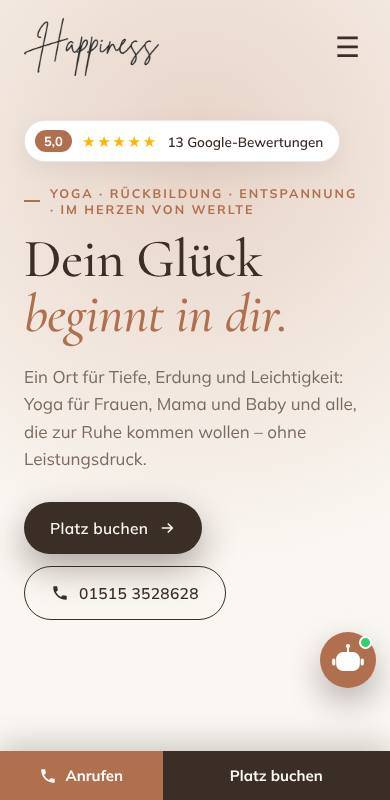 Happiness
5,0 ★★★★★ 13 Google-Bewertungen
YOGA · RÜCKBILDUNG · ENTSPANNUNG
· IM HERZEN VON WERLTE
Dein Glück
beginnt in dir.
Ein Ort für Tiefe, Erdung und Leichtigkeit:
Yoga für Frauen, Mama und Baby und alle,
die zur Ruhe kommen wollen – ohne
Leistungsdruck.
Platz buchen →
01515 3528628
Anrufen
Platz buchen